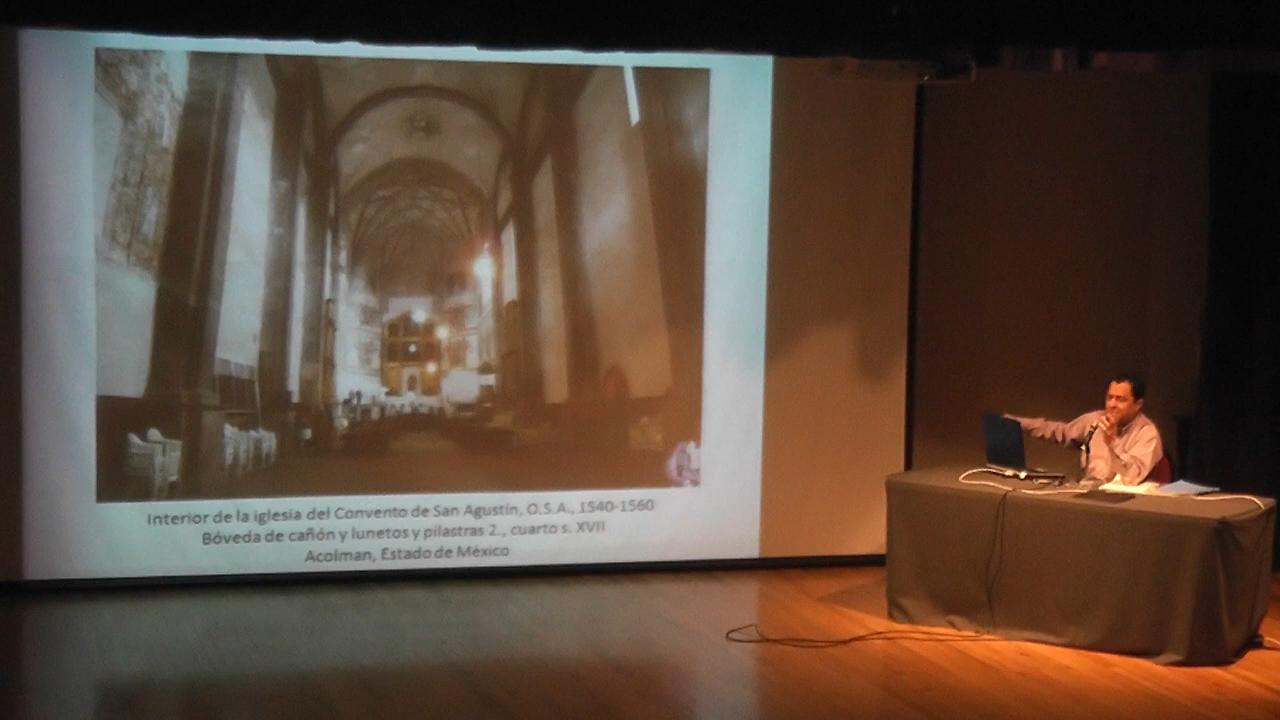 Interior de la iglesia del Convento de San Agustín, O.S.A., 1540-1560
Bóveda de cañón y lunetos y pilastras 2., cuarto s. XVII
Acolman, Estado de México